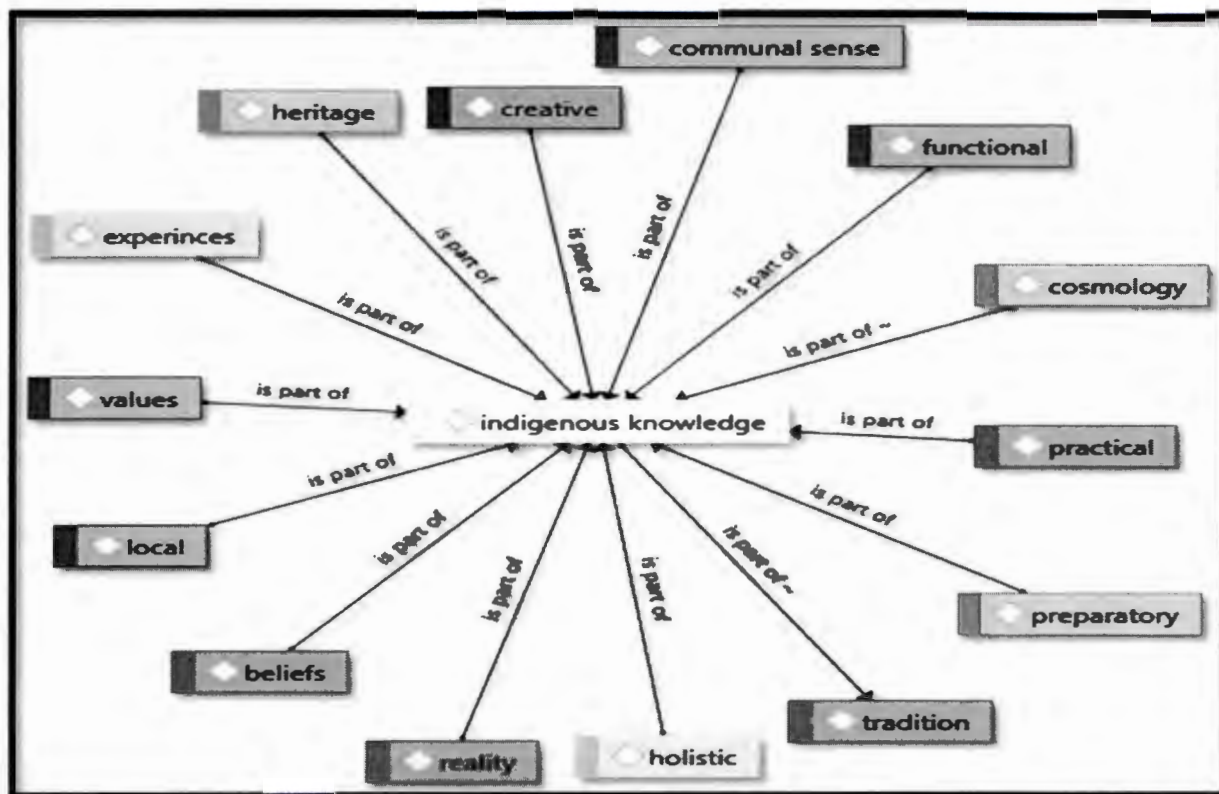 communal sense
heritage
creative
functional
experinces
cosmology
values
indigenous knowledge
practical
local
preparatory
beliefs
tradition
reality
holistic
is part of
is part of
is part of
is part of
is part of
is part of ~
is part of
is part of
is part of
is part of
is part of
is part of
is part of
is part of ~